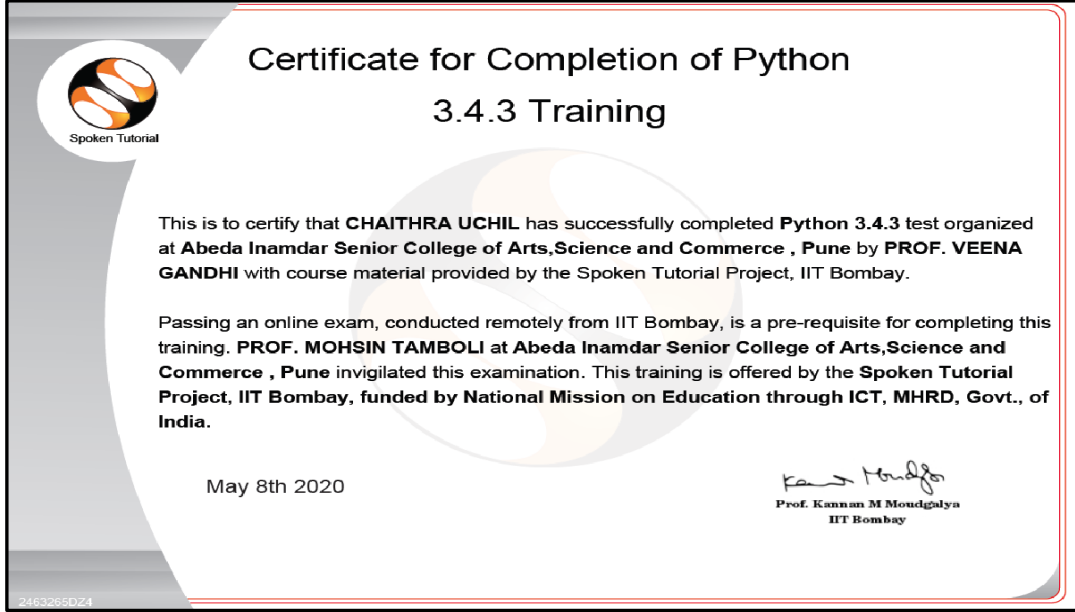 Certificate for Completion of Python
3.4.3 Training
Spoken Tutorial
This is to certify that CHAITHRA UCHIL has successfully completed Python 3.4.3 test organized
at Abeda Inamdar Senior College of Arts,Science and Commerce , Pune by PROF. VEENA
GANDHI with course material provided by the Spoken Tutorial Project, IIT Bombay.
Passing an online exam, conducted remotely from IIT Bombay, is a pre-requisite for completing this
training. PROF. MOHSIN TAMBOLI at Abeda Inamdar Senior College of Arts,Science and
Commerce , Pune invigilated this examination. This training is offered by the Spoken Tutorial
Project, IIT Bombay, funded by National Mission on Education through ICT, MHRD, Govt., of
India.
May 8th 2020
Prof. Kannan M Moudgalya
IIT Bombay
2463265DZ4